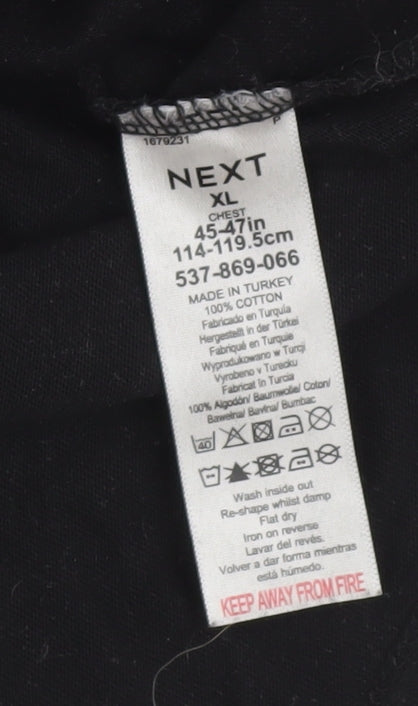 P
1679231
NEXT
XL
CHEST
45-47in
114-119.5cm
537-869-066
MADE IN TURKEY
100% COTTON
Fabricado en Turquía
Hergestellt in der Türkei
Fabriqué en Turquie
Wyprodukowano w Turcji
Vyrobeno v Turecku
Fabricat în Turcia
100% Algodón/ Baumwolle/ Coton/
Bawełna/ Bavlna/ Bumbac
40
Wash inside out
Re-shape whilst damp
Flat dry
Iron on reverse
Lavar del revés.
Volver a dar forma mientras
está húmedo.
KEEP AWAY FROM FIRE